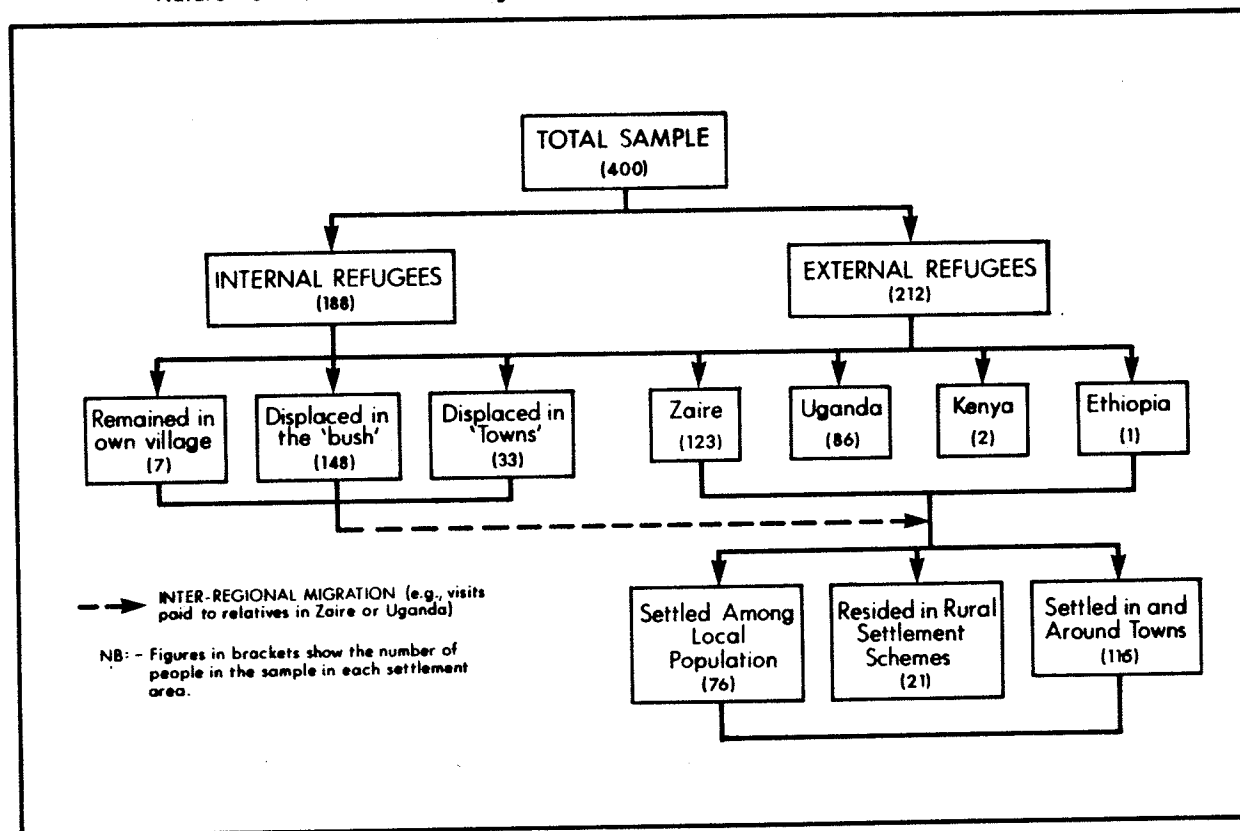 TOTAL SAMPLE
(400)
INTERNAL REFUGEES
(188)
EXTERNAL REFUGEES
(212)
Remained in
own village
(7)
Displaced in
the 'bush'
(148)
Displaced in
'Towns'
(33)
Zaire
(123)
Uganda
(86)
Kenya
(2)
Ethiopia
(1)
INTER-REGIONAL MIGRATION (e.g., visits
paid to relatives in Zaire or Uganda)
NB: - Figures in brackets show the number of
people in the sample in each settlement
area.
Settled Among
Local
Population
(76)
Resided in Rural
Settlement
Schemes
(21)
Settled in and
Around Towns
(116)